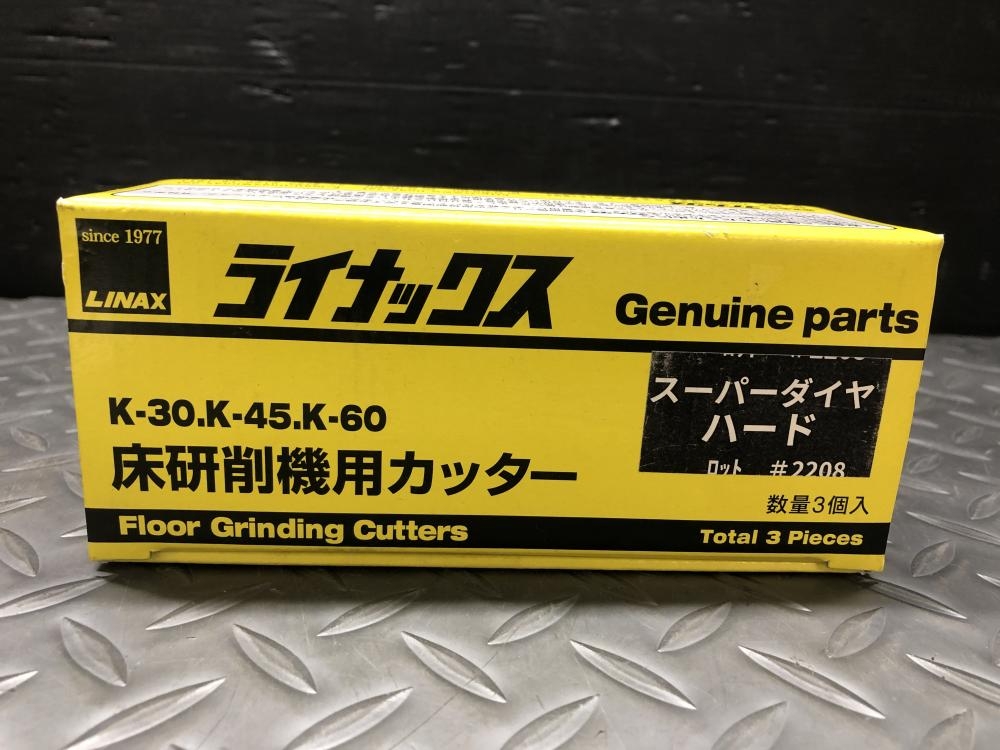 since 1977
LINAX
ライナックス
Genuine parts
スーパーダイヤ
ハード
ロット #2208
K-30.K-45.K-60
床研削機用カッター
数量3個入
Floor Grinding Cutters
Total 3 Pieces